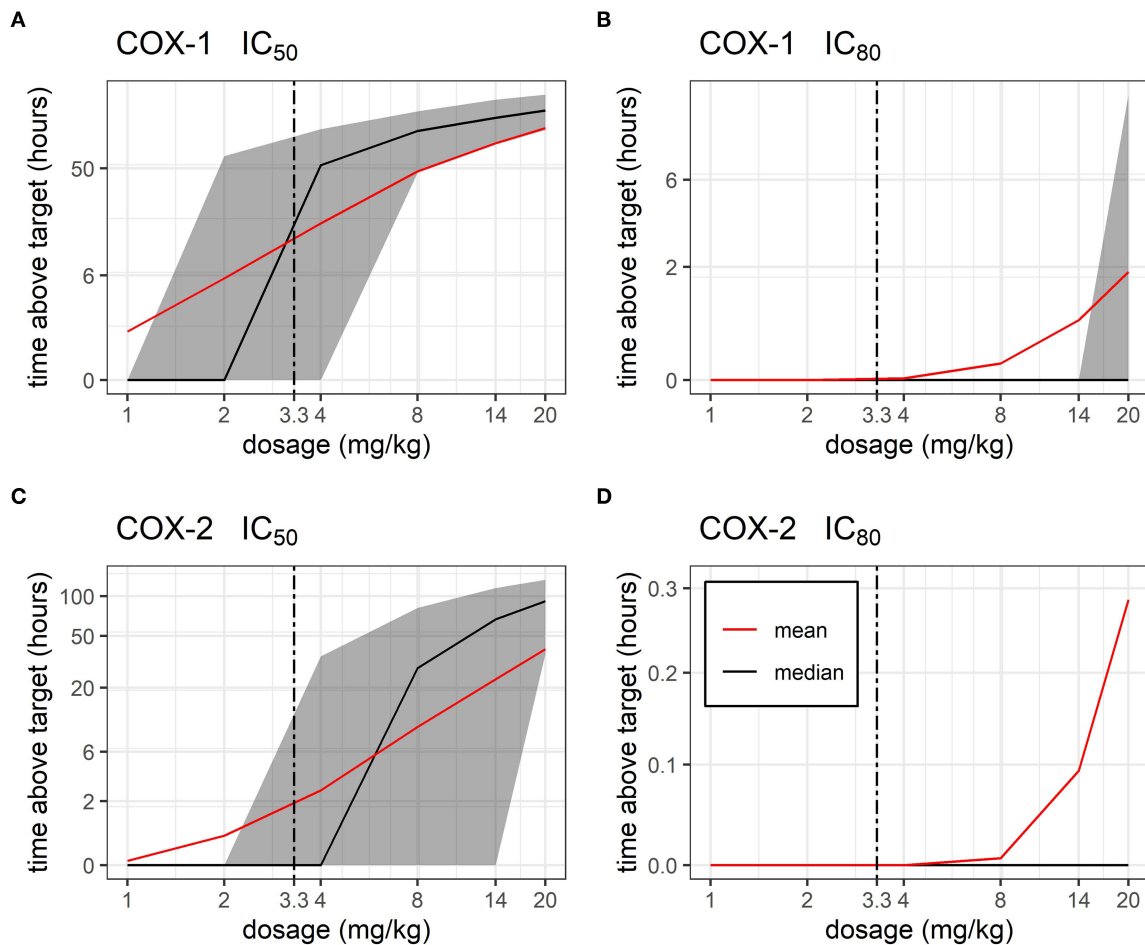 A
COX-1 IC50
time above target (hours)
50
6
0
1 2 3.3 4 8 14 20
dosage (mg/kg)
B
COX-1 IC80
time above target (hours)
6
2
0
1 2 3.3 4 8 14 20
dosage (mg/kg)
C
COX-2 IC50
time above target (hours)
100
50
20
6
2
0
1 2 3.3 4 8 14 20
dosage (mg/kg)
D
COX-2 IC80
time above target (hours)
0.3
0.2
0.1
0.0
mean
median
1 2 3.3 4 8 14 20
dosage (mg/kg)